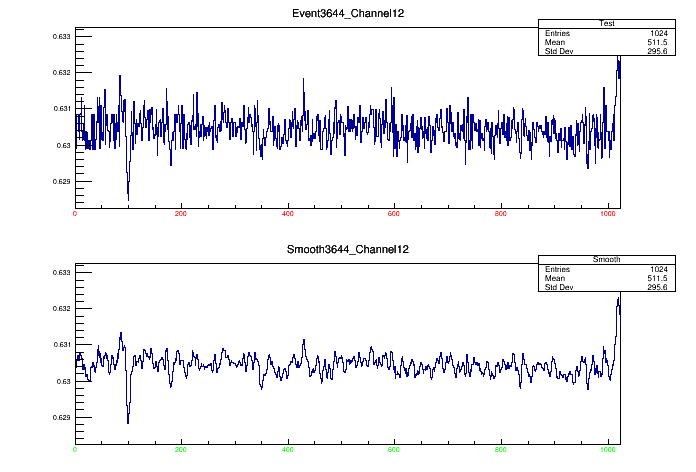 Event3644_Channel12
Test
Entries 1024
Mean 511.5
Std Dev 295.6
0.633
0.632
0.631
0.63
0.629
0 200 400 600 800 1000
Smooth3644_Channel12
Smooth
Entries 1024
Mean 511.5
Std Dev 295.6
0.633
0.632
0.631
0.63
0.629
0 200 400 600 800 1000